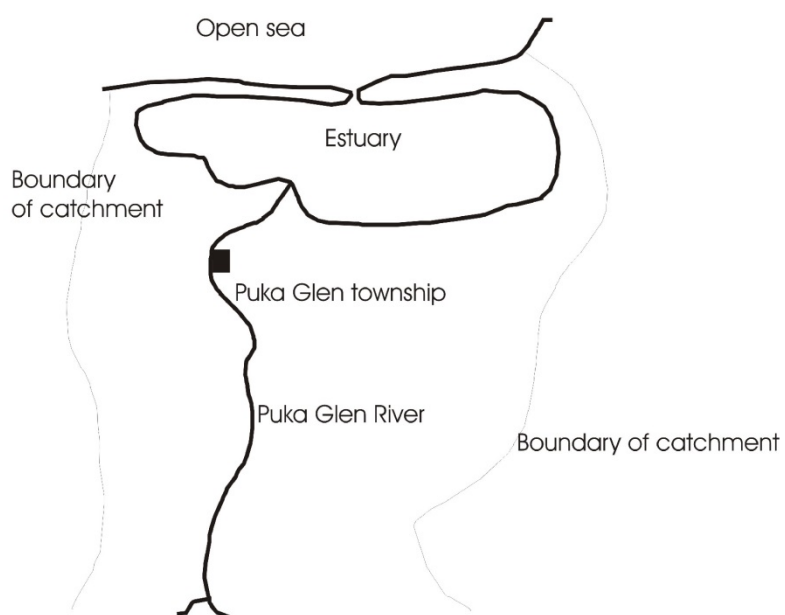 Open sea
Estuary
Boundary
of catchment
Puka Glen township
Puka Glen River
Boundary of catchment